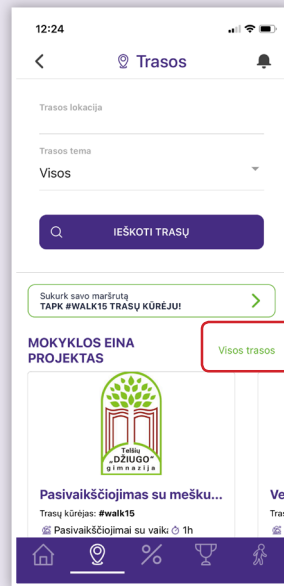 12:24
Trasos
Trasos lokacija
Trasos tema
Visos
IEŠKOTI TRASŲ
Sukurk savo maršrutą
TAPK #WALK15 TRASŲ KŪRĖJU!
MOKYKLOS EINA
PROJEKTAS
Visos trasos
Telšių
„DŽIUGO“
gimnazija
Pasivaikščiojimas su mešku...
Trasų kūrėjas: #walk15
Pasivaikščiojimai su vaika 1h
Ve
Tras